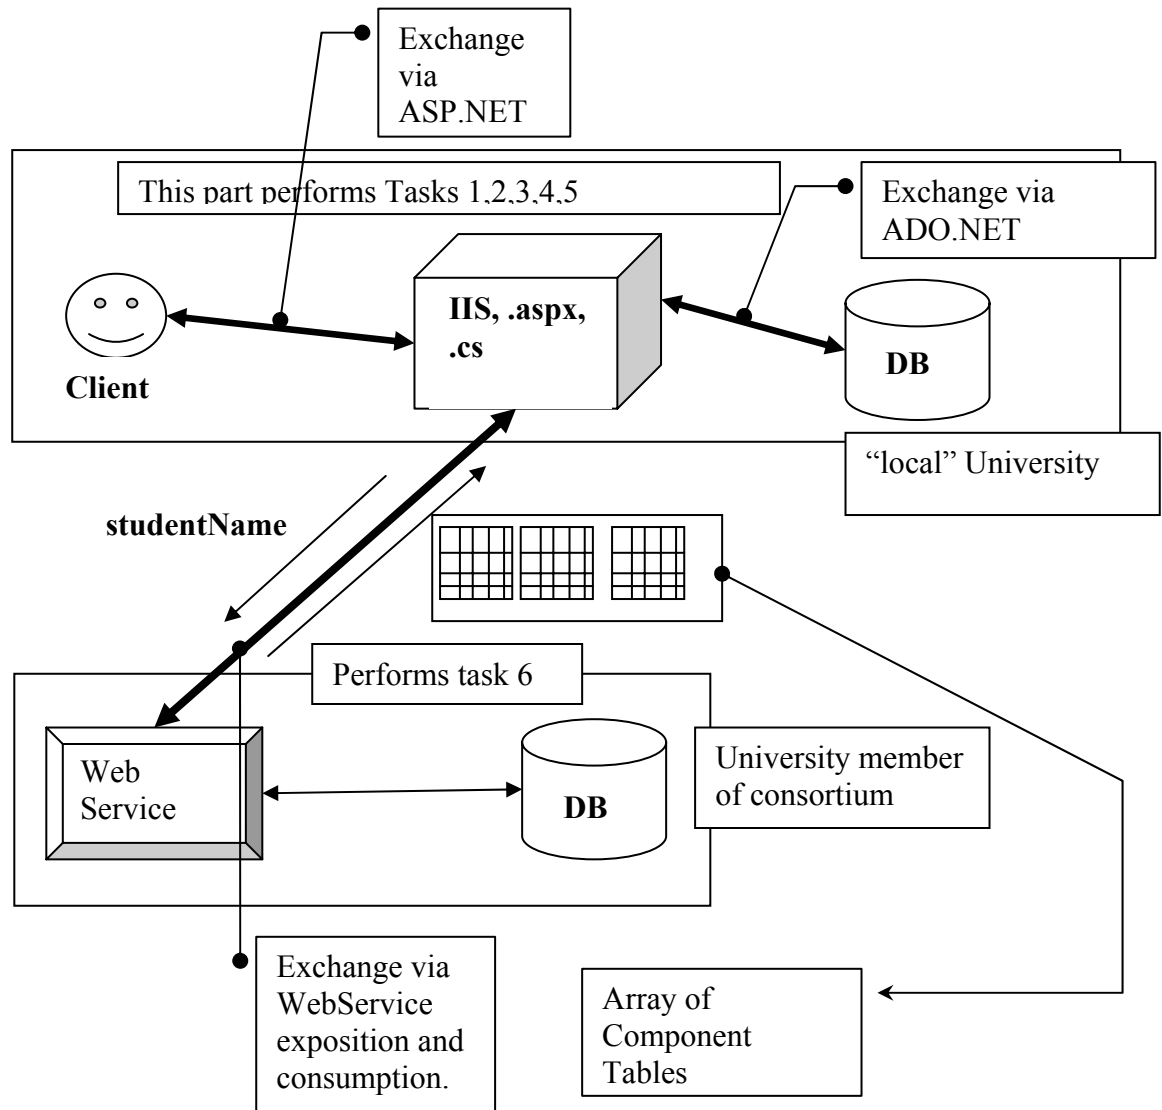 Exchange
via
ASP.NET
This part performs Tasks 1,2,3,4,5
Exchange via
ADO.NET
IIS, .aspx,
.cs
DB
Client
“local” University
studentName
Performs task 6
Web
Service
DB
University member
of consortium
Exchange via
WebService
exposition and
consumption.
Array of
Component
Tables